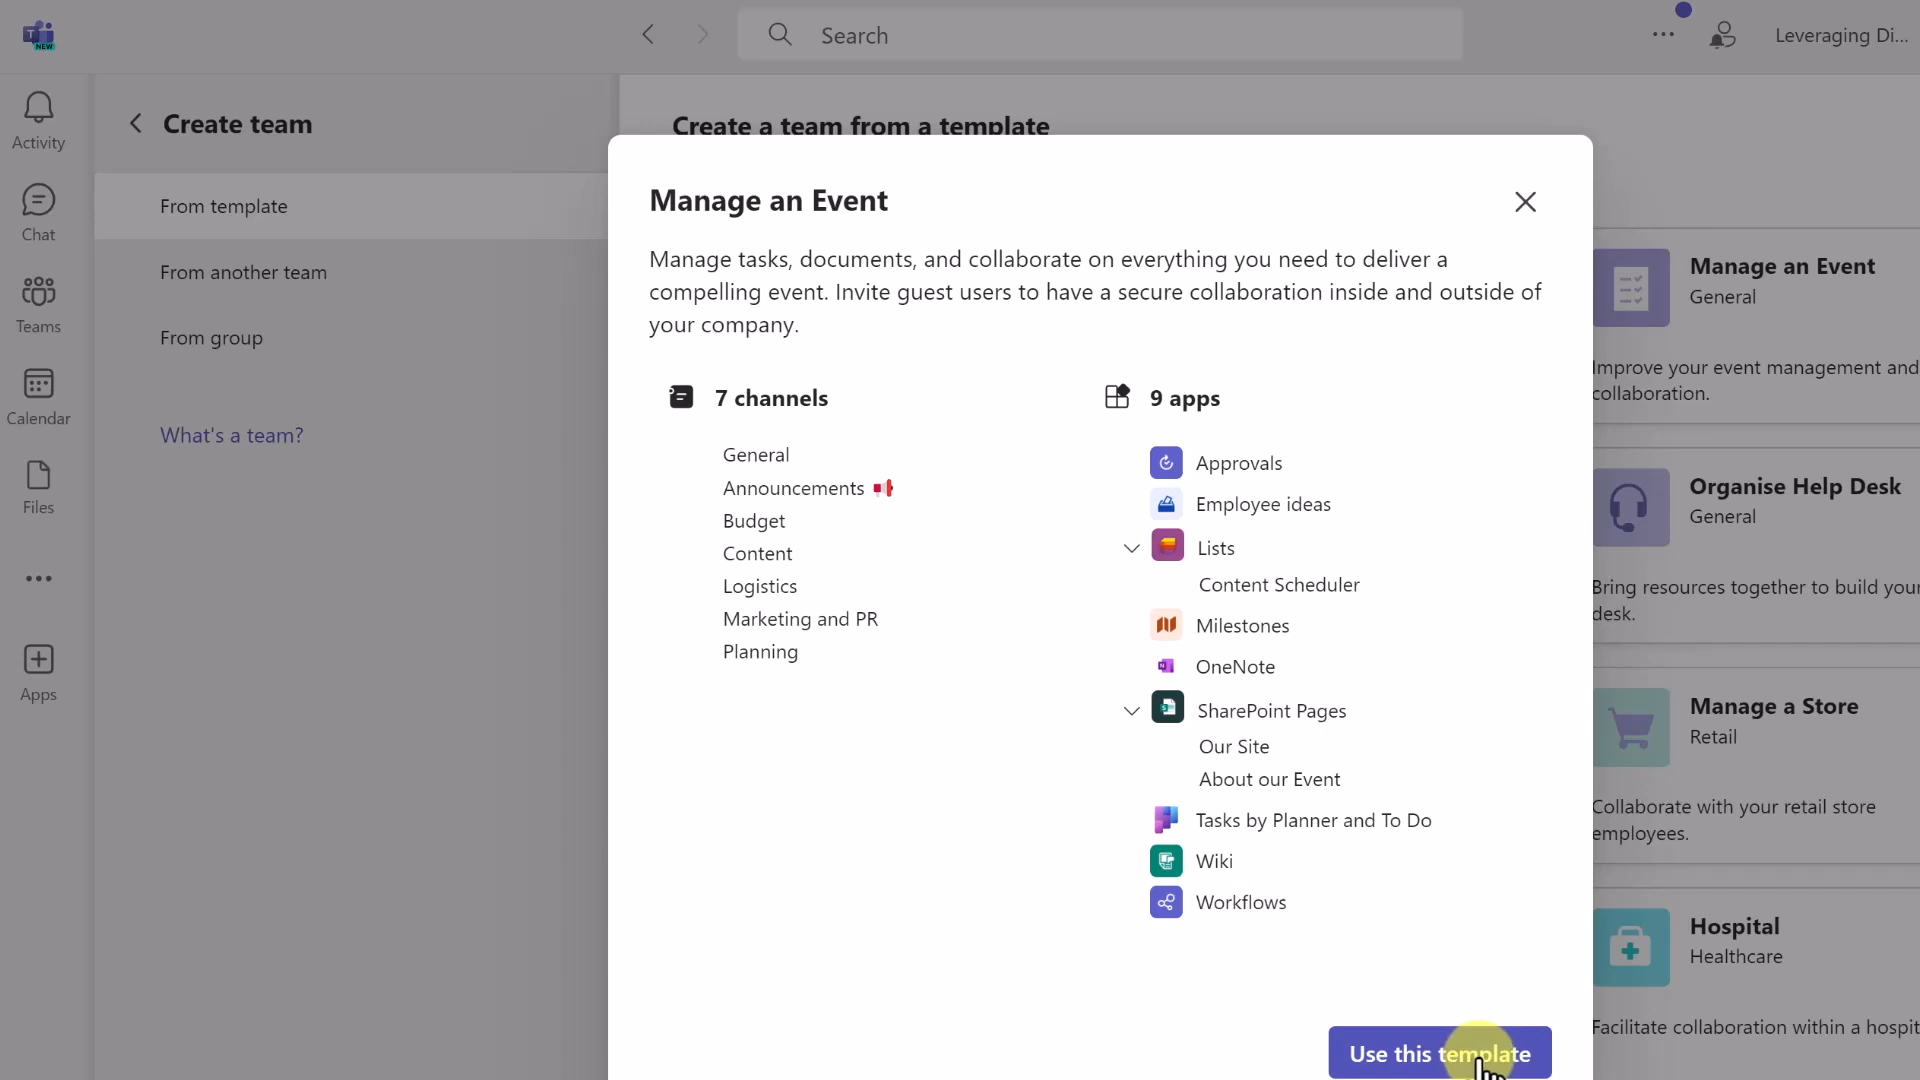 NEW
Search
Leveraging Di...
Activity
Chat
Teams
Calendar
Files
Apps
Create team
From template
From another team
From group
What's a team?
Create a team from a template
Manage an Event
Manage tasks, documents, and collaborate on everything you need to deliver a
compelling event. Invite guest users to have a secure collaboration inside and outside of
your company.
7 channels
General
Announcements
Budget
Content
Logistics
Marketing and PR
Planning
9 apps
Approvals
Employee ideas
Lists
Content Scheduler
Milestones
OneNote
SharePoint Pages
Our Site
About our Event
Tasks by Planner and To Do
Wiki
Workflows
Use this template
Manage an Event
General
Improve your event management and
collaboration.
Organise Help Desk
General
Bring resources together to build your
desk.
Manage a Store
Retail
Collaborate with your retail store
employees.
Hospital
Healthcare
Facilitate collaboration within a hospit